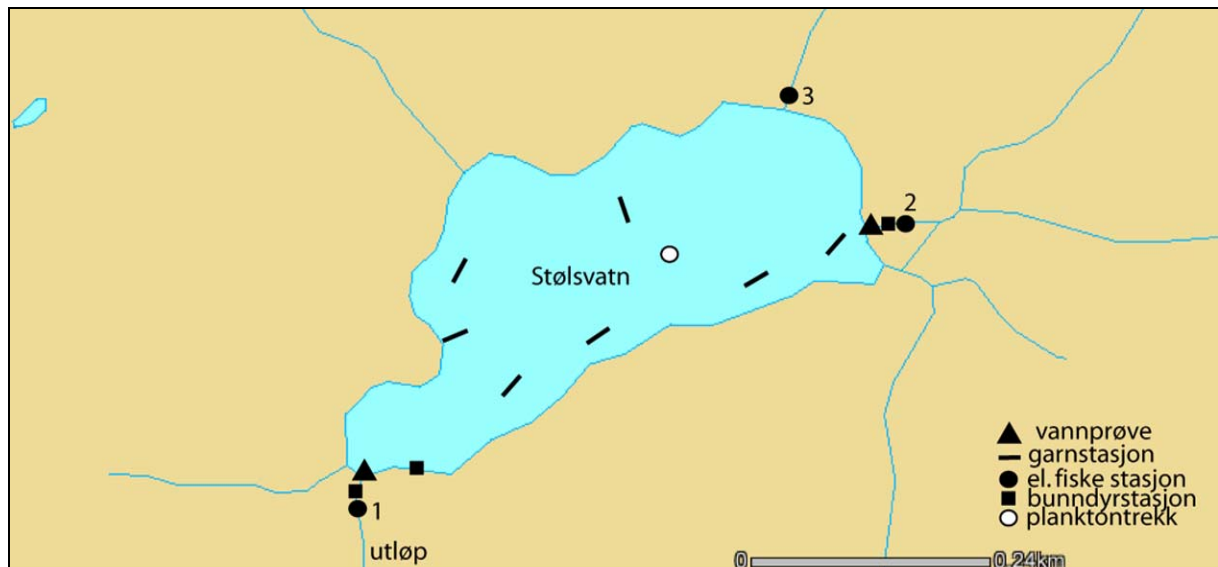 3
2
Stølsvatn
vannprøve
garnstasjon
el. fiske stasjon
bunndyrstasjon
planktontrekk
1
utløp
0 0.24km